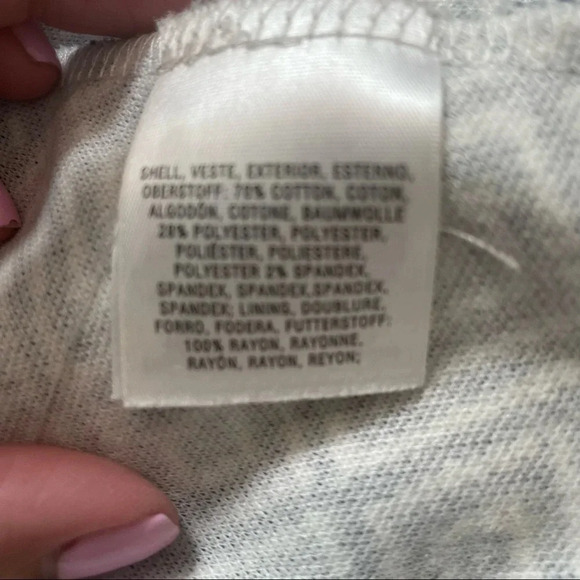 SHELL, VESTE, EXTERIOR, ESTERNO,
OBERSTOFF: 70% COTTON, COTON,
ALGODÓN, COTONE, BAUMWOLLE
28% POLYESTER, POLYESTER,
POLIÉSTER, POLIESTERE,
POLYESTER 2% SPANDEX,
SPANDEX, SPANDEX,SPANDEX,
SPANDEX; LINING, DOUBLURE,
FORRO, FODERA, FUTTERSTOFF:
100% RAYON, RAYONNE,
RAYÓN, RAYON, REYON;